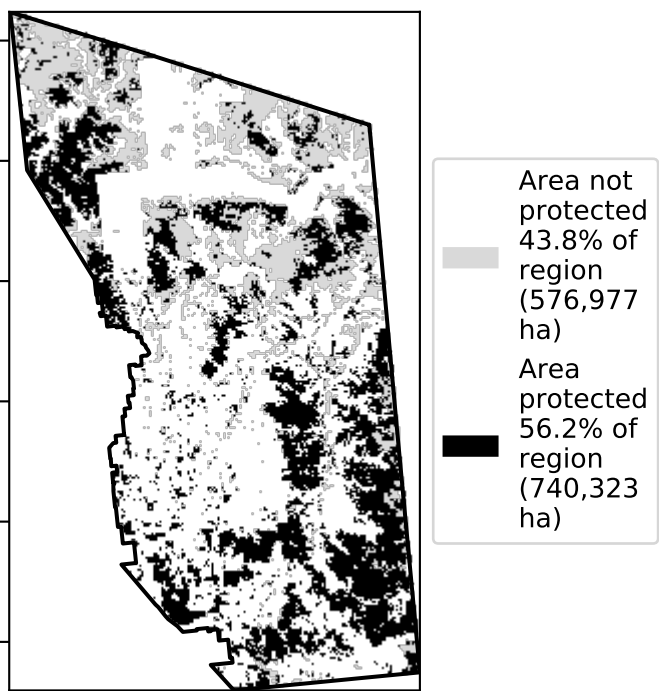 Area not
protected
43.8% of
region
(576,977
ha)
Area
protected
56.2% of
region
(740,323
ha)